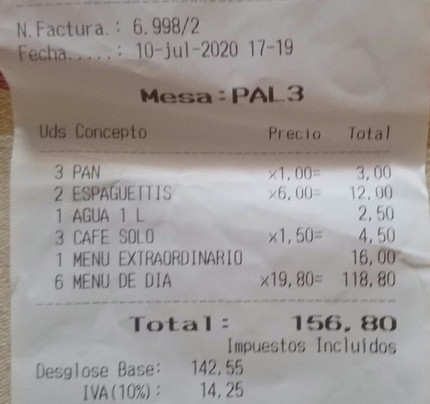 N.Factura.: 6.998/2
Fecha.....: 10-jul-2020 17-19
Mesa:PAL3
Uds Concepto Precio Total
3 PAN x1,00= 3,00
2 ESPAGUETTIS x6,00= 12,00
1 AGUA 1 L 2,50
3 CAFE SOLO x1,50= 4,50
1 MENU EXTRAORDINARIO 16,00
6 MENU DE DIA x19,80= 118,80
Total: 156,80
Impuestos Incluidos
Desglose Base: 142,55
IVA(10%): 14,25